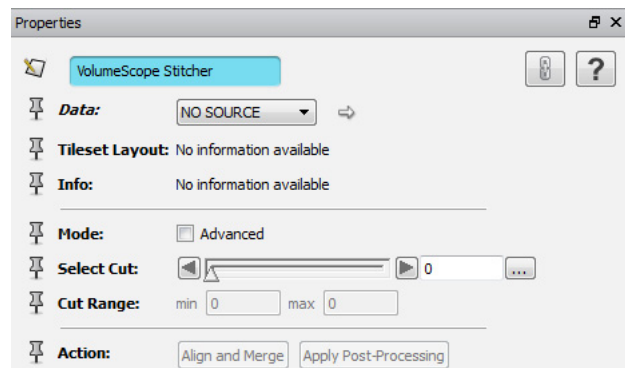 Properties
VolumeScope Stitcher
?
Data: NO SOURCE
Tileset Layout: No information available
Info: No information available
Mode: Advanced
Select Cut: 0 ...
Cut Range: min 0 max 0
Action: Align and Merge Apply Post-Processing